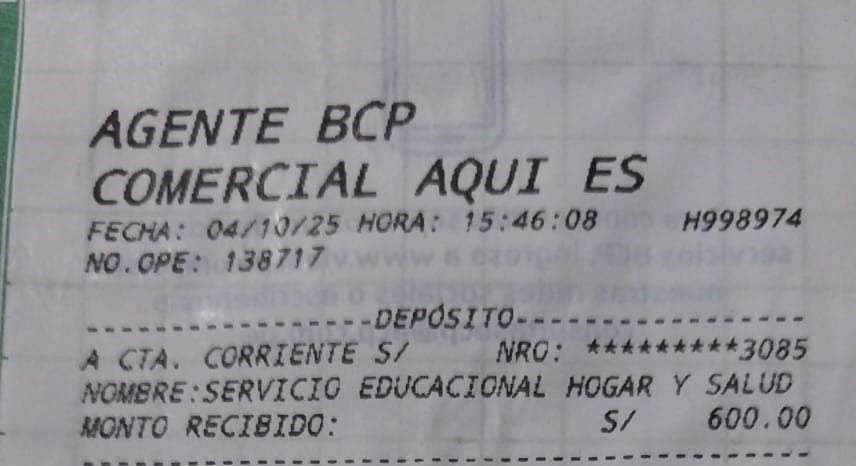 AGENTE BCP
COMERCIAL AQUI ES
FECHA: 04/10/25 HORA: 15:46:08 H998974
NO.OPE: 138717
-----------------DEPÓSITO-----------------
A CTA. CORRIENTE S/ NRO: *********3085
NOMBRE:SERVICIO EDUCACIONAL HOGAR Y SALUD
MONTO RECIBIDO: S/ 600.00